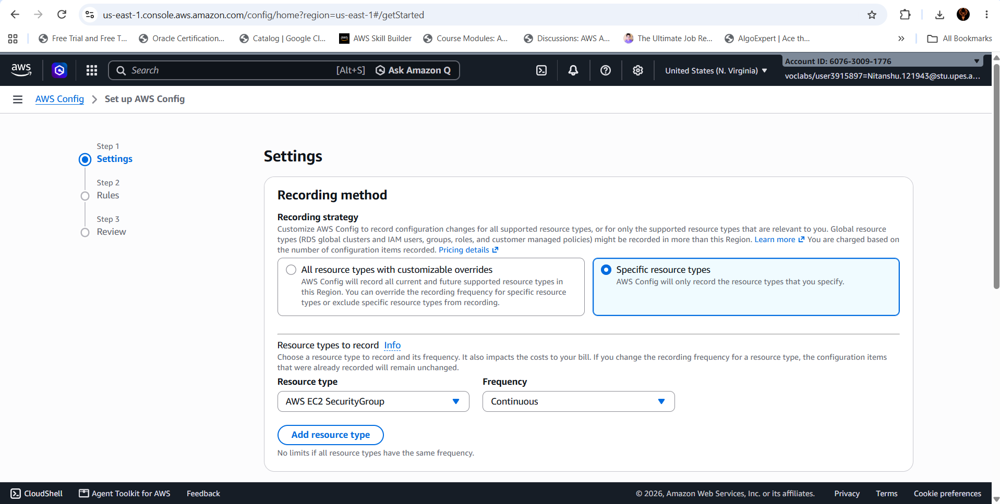 us-east-1.console.aws.amazon.com/config/home?region=us-east-1#/getStarted
Free Trial and Free T...
Oracle Certification...
Catalog | Google Cl...
aws
AWS Skill Builder
Course Modules: A...
Discussions: AWS A...
The Ultimate Job Re...
AlgoExpert | Ace th...
»
All Bookmarks
aws
Search
[Alt+S]
Ask Amazon Q
United States (N. Virginia)
Account ID: 6076-3009-1776
voclabs/user3915897=Nitanshu.121943@stu.upes.a...
AWS Config
Set up AWS Config
Step 1
Settings
Step 2
Rules
Step 3
Review
Settings
Recording method
Recording strategy
Customize AWS Config to record configuration changes for all supported resource types, or for only the supported resource types that are relevant to you. Global resource
types (RDS global clusters and IAM users, groups, roles, and customer managed policies) might be recorded in more than this Region. Learn more You are charged based on
the number of configuration items recorded. Pricing details
All resource types with customizable overrides
AWS Config will record all current and future supported resource types in
this Region. You can override the recording frequency for specific resource
types or exclude specific resource types from recording.
Specific resource types
AWS Config will only record the resource types that you specify.
Resource types to record Info
Choose a resource type to record and its frequency. It also impacts the costs to your bill. If you change the recording frequency for a resource type, the configuration items
that were already recorded will remain unchanged.
Resource type
AWS EC2 SecurityGroup
Frequency
Continuous
Add resource type
No limits if all resource types have the same frequency.
CloudShell
Agent Toolkit for AWS
Feedback
© 2026, Amazon Web Services, Inc. or its affiliates.
Privacy
Terms
Cookie preferences